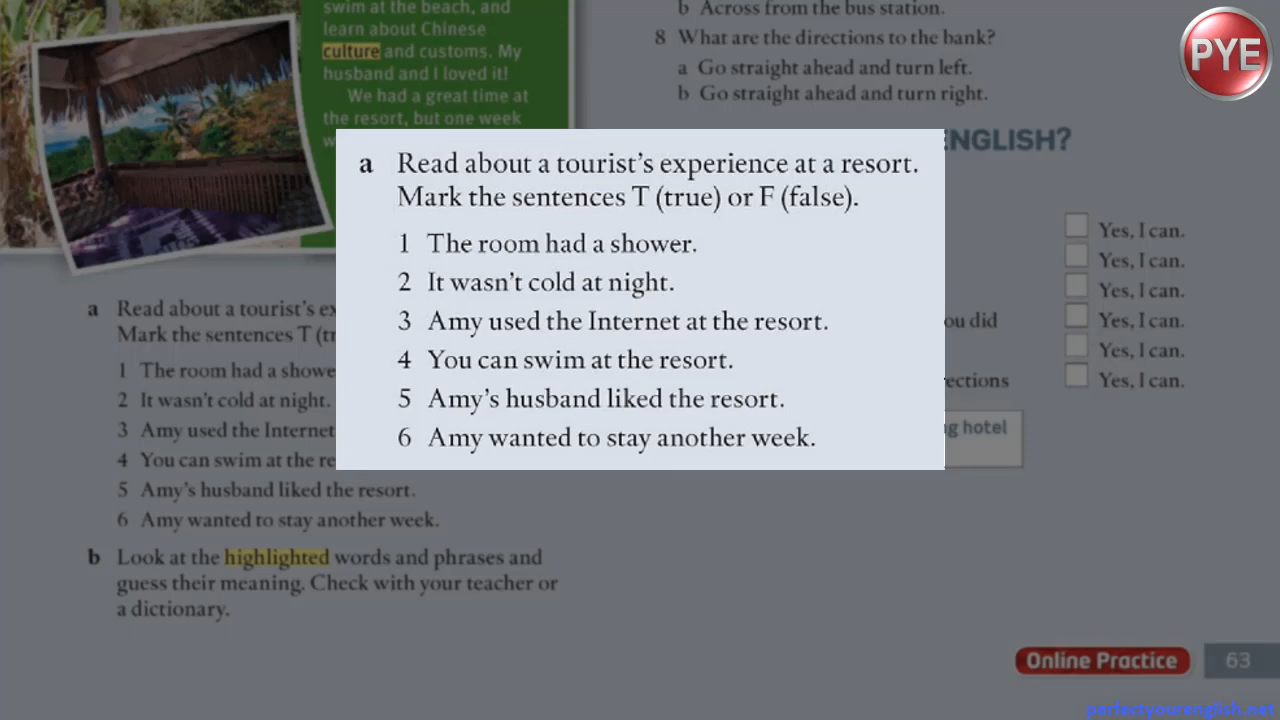 swim at the beach, and
learn about Chinese
culture and customs. My
husband and I loved it!
We had a great time at
the resort, but one week
b Across from the bus station.
8 What are the directions to the bank?
a Go straight ahead and turn left.
b Go straight ahead and turn right.
PYE
ENGLISH?
a Read about a tourist's experience at a resort.
Mark the sentences T (true) or F (false).
1 The room had a shower.
2 It wasn't cold at night.
3 Amy used the Internet at the resort.
4 You can swim at the resort.
5 Amy's husband liked the resort.
6 Amy wanted to stay another week.
Yes, I can.
Yes, I can.
Yes, I can.
you did
Yes, I can.
Yes, I can.
Yes, I can.
hotel
a Read about a tourist's
Mark the sentences T
1 The room had a
2 It wasn't cold at night.
3 Amy used the Internet
4 You can swim at the
5 Amy's husband liked the resort.
6 Amy wanted to stay another week.
b Look at the highlighted words and phrases and
guess their meaning. Check with your teacher or
a dictionary.
Online Practice
63
perfectyourenglish.net